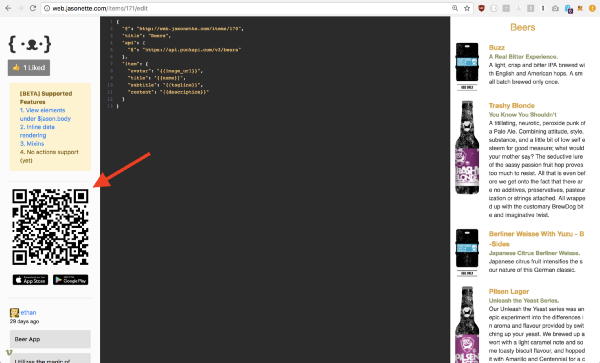 web.jasonette.com/items/171/edit
{ ·ᴥ· }
👍 1 Liked
[BETA] Supported
Features
1. View elements
under $jason.body
2. Inline data
rendering
3. Mixins
4. No actions support
(yet)
App Store
Google Play
ethan
29 days ago
Beer App
Utilizes the magic of
1 {
2 "@": "http://web.jasonette.com/items/170",
3 "title": "Beers",
4 "api": {
5 "@": "https://api.punkapi.com/v2/beers"
6 },
7 "item": {
8 "avatar": "{{image_url}}",
9 "title": "{{name}}",
10 "subtitle": "{{tagline}}",
11 "content": "{{description}}"
12 }
13 }
Beers
Buzz
A Real Bitter Experience.
A light, crisp and bitter IPA brewed wi
th English and American hops. A sm
all batch brewed only once.
Trashy Blonde
You Know You Shouldn't
A titillating, neurotic, peroxide punk of
a Pale Ale. Combining attitude, style,
substance, and a little bit of low self e
steem for good measure; what would
your mother say? The seductive lure
of the sassy passion fruit hop proves
too much to resist. All that is even bef
ore we get onto the fact that there ar
e no additives, preservatives, pasteur
ization or strings attached. All wrappe
d up with the customary BrewDog bit
e and imaginative twist.
Berliner Weisse With Yuzu - B
-Sides
Japanese Citrus Berliner Weisse.
Japanese citrus fruit intensifies the s
our nature of this German classic.
Pilsen Lager
Unleash the Yeast Series.
Our Unleash the Yeast series was an
epic experiment into the differences i
n aroma and flavour provided by swit
ching up your yeast. We brewed up a
wort with a light caramel note and so
me toasty biscuit flavour, and hopped
it with Amarillo and Centennial for a c